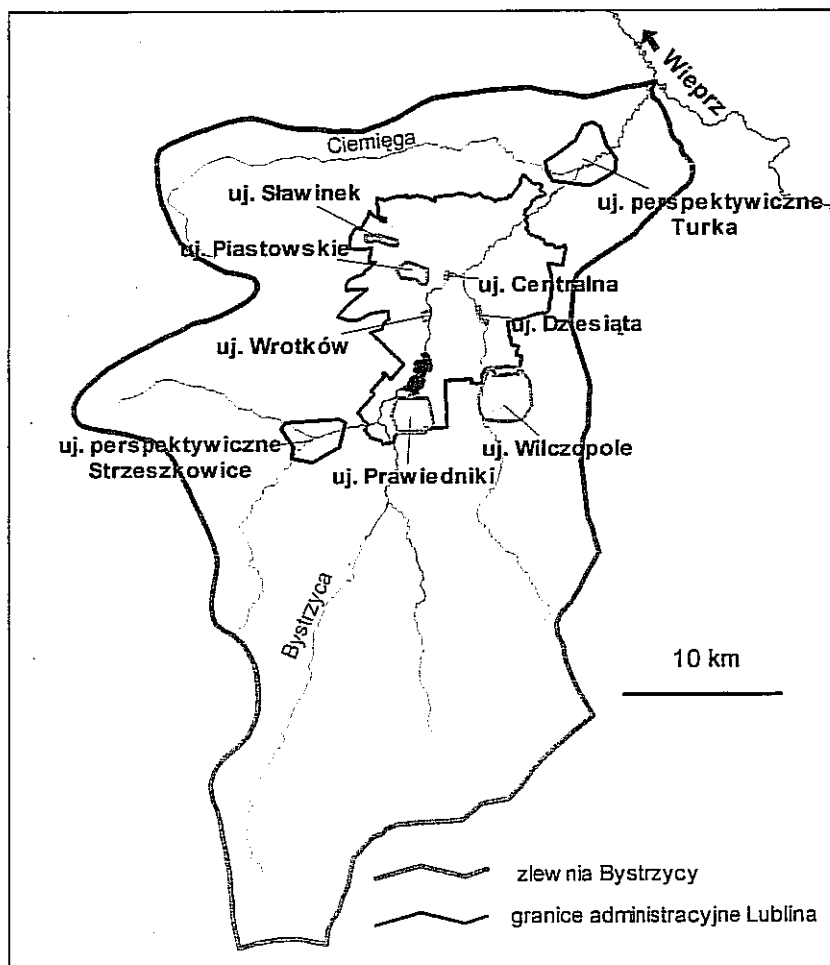 Wieprz
Ciemięga
uj. Sławinek
uj. perspektywiczne
Turka
uj. Piastowskie
uj. Centralna
uj. Dziesiąta
uj. Wrotków
uj. perspektywiczne
Strzeszkowice
uj. Wilczopole
uj. Prawiedniki
Bystrzyca
10 km
zlewnia Bystrzycy
granice administracyjne Lublina